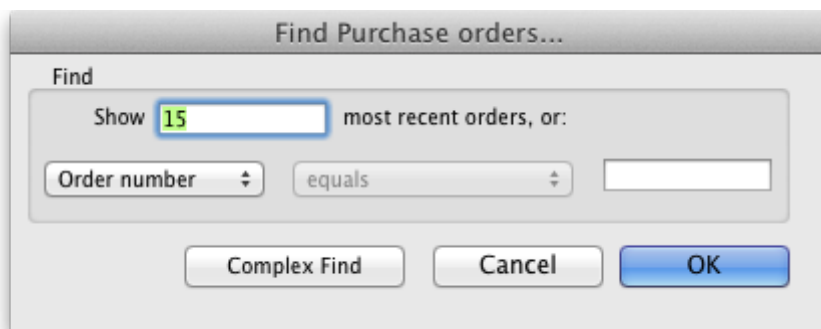 Find Purchase orders...
Find
Show 15 most recent orders, or:
Order number equals
Complex Find Cancel OK